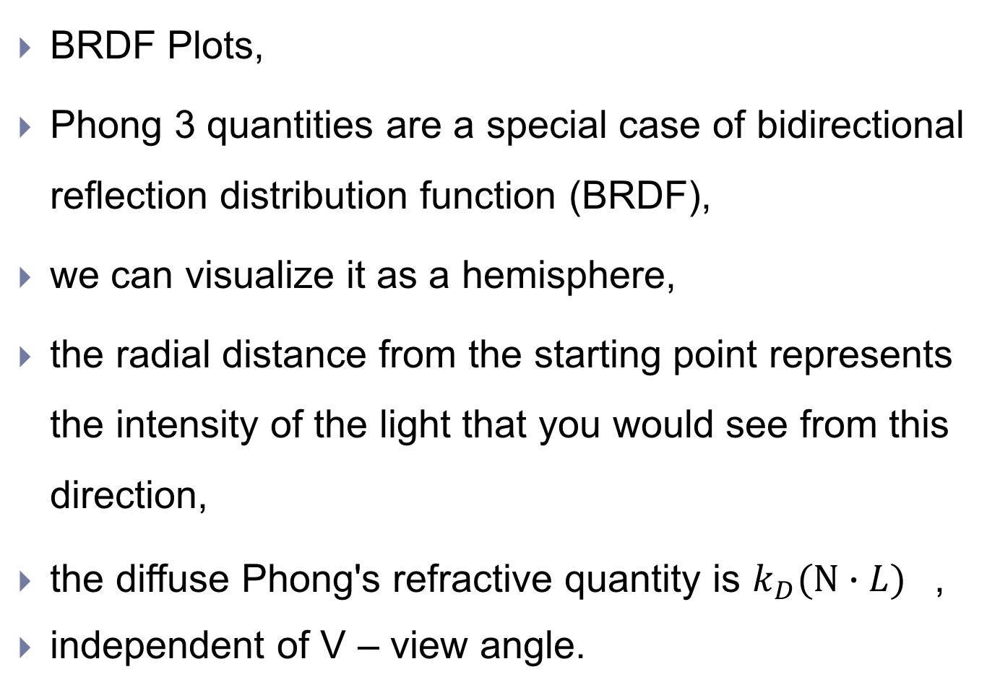 BRDF Plots,
Phong 3 quantities are a special case of bidirectional
reflection distribution function (BRDF),
we can visualize it as a hemisphere,
the radial distance from the starting point represents
the intensity of the light that you would see from this
direction,
the diffuse Phong's refractive quantity is k_D(N · L) ,
independent of V – view angle.